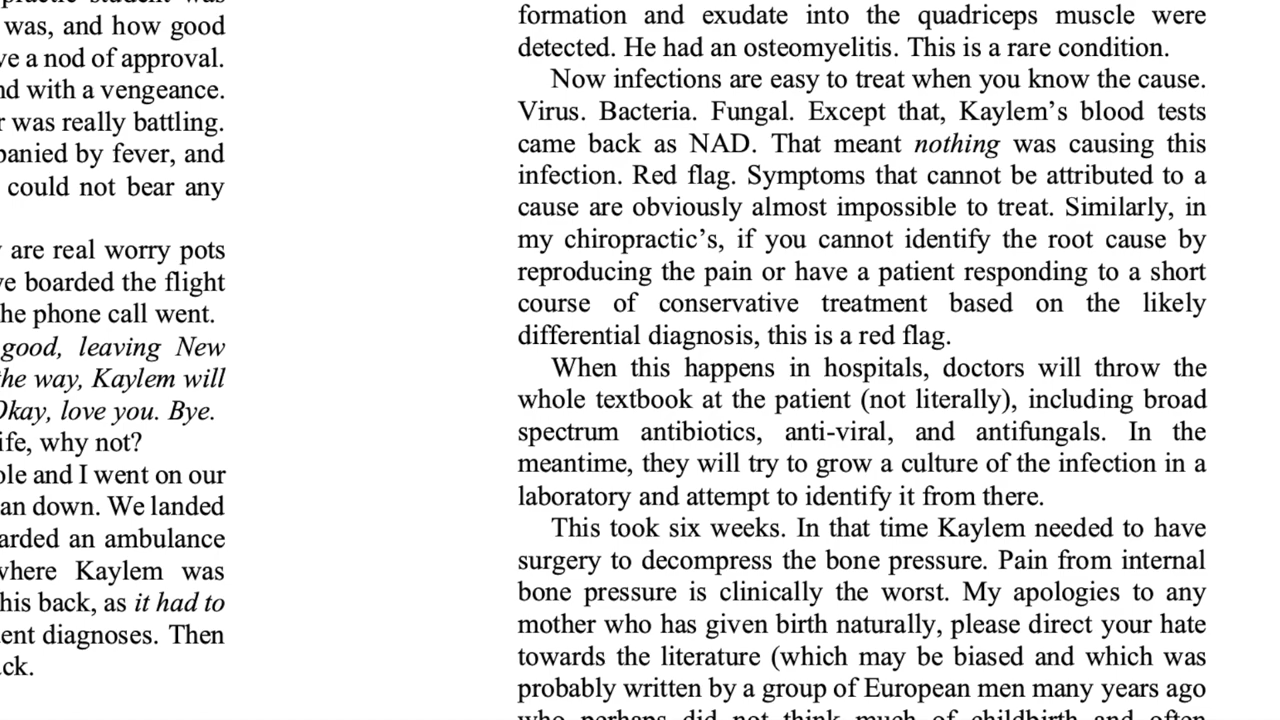 was, and how good
ve a nod of approval.
nd with a vengeance.
r was really battling.
panied by fever, and
could not bear any
are real worry pots
ve boarded the flight
he phone call went.
good, leaving New
the way, Kaylem will
Okay, love you. Bye.
ife, why not?
ole and I went on our
an down. We landed
arded an ambulance
where Kaylem was
his back, as it had to
ent diagnoses. Then
ck.
formation and exudate into the quadriceps muscle were
detected. He had an osteomyelitis. This is a rare condition.
Now infections are easy to treat when you know the cause.
Virus. Bacteria. Fungal. Except that, Kaylem’s blood tests
came back as NAD. That meant nothing was causing this
infection. Red flag. Symptoms that cannot be attributed to a
cause are obviously almost impossible to treat. Similarly, in
my chiropractic’s, if you cannot identify the root cause by
reproducing the pain or have a patient responding to a short
course of conservative treatment based on the likely
differential diagnosis, this is a red flag.
When this happens in hospitals, doctors will throw the
whole textbook at the patient (not literally), including broad
spectrum antibiotics, anti-viral, and antifungals. In the
meantime, they will try to grow a culture of the infection in a
laboratory and attempt to identify it from there.
This took six weeks. In that time Kaylem needed to have
surgery to decompress the bone pressure. Pain from internal
bone pressure is clinically the worst. My apologies to any
mother who has given birth naturally, please direct your hate
towards the literature (which may be biased and which was
probably written by a group of European men many years ago
who perhaps did not think much of childbirth and often